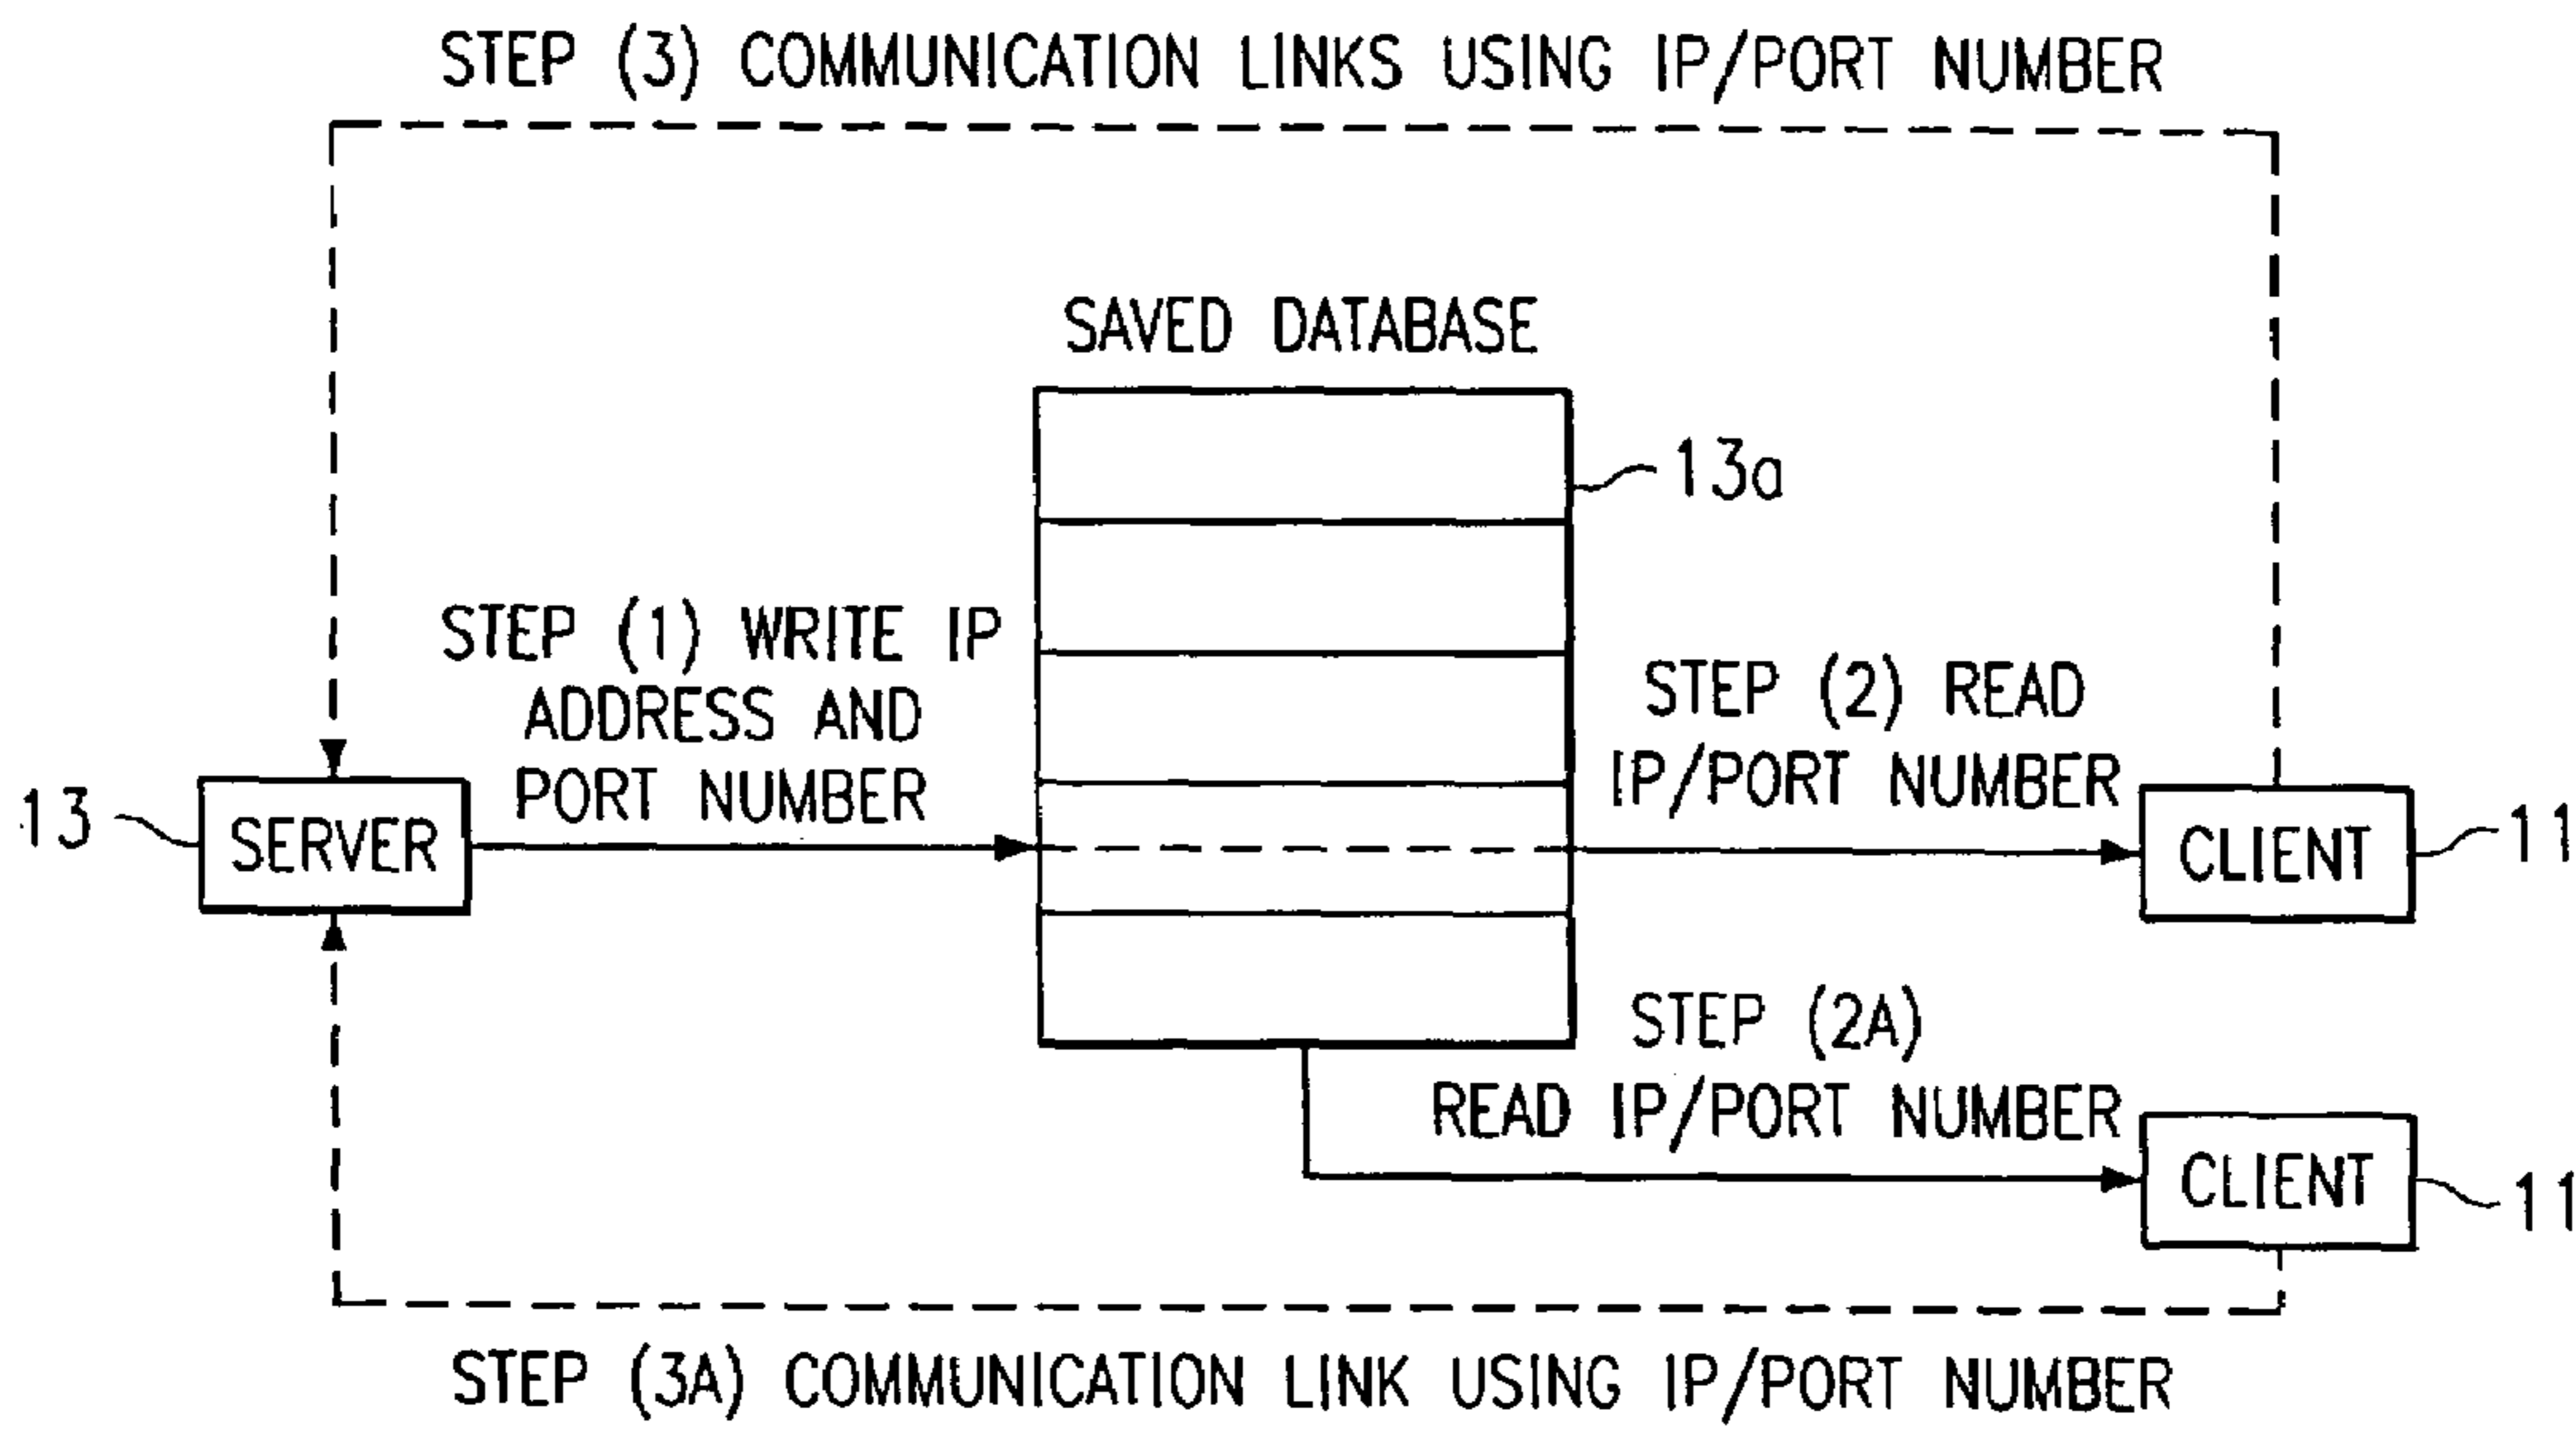 STEP (3) COMMUNICATION LINKS USING IP/PORT NUMBER
SAVED DATABASE
13a
STEP (1) WRITE IP
ADDRESS AND
PORT NUMBER
STEP (2) READ
IP/PORT NUMBER
13
SERVER
CLIENT
11
STEP (2A)
READ IP/PORT NUMBER
CLIENT
11
STEP (3A) COMMUNICATION LINK USING IP/PORT NUMBER